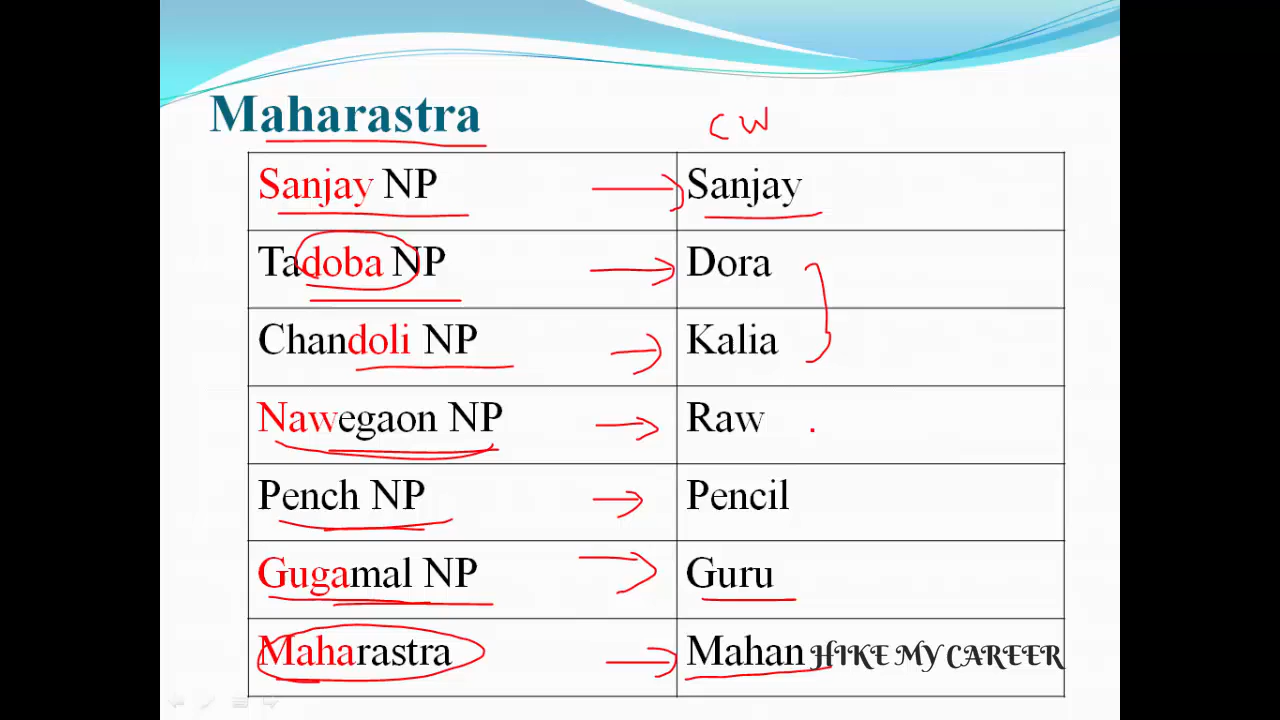 Maharastra
CW
Sanjay NP Sanjay
Tadoba NP Dora
Chandoli NP Kalia
Nawegaon NP Raw
Pench NP Pencil
Gugamal NP Guru
Maharastra Mahan HIKE MY CAREER